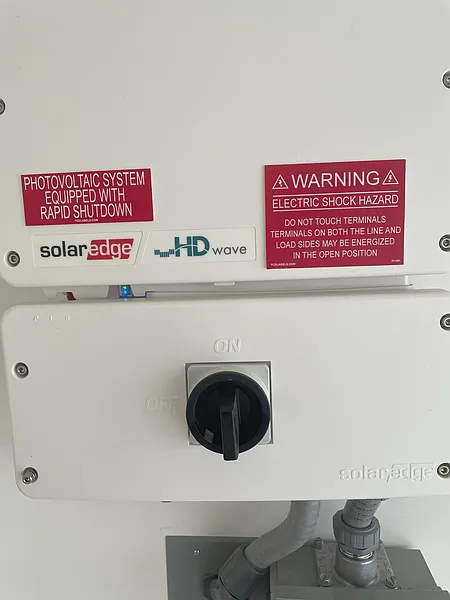 PHOTOVOLTAIC SYSTEM
EQUIPPED WITH
RAPID SHUTDOWN
WARNING
ELECTRIC SHOCK HAZARD
DO NOT TOUCH TERMINALS
TERMINALS ON BOTH THE LINE AND
LOAD SIDES MAY BE ENERGIZED
IN THE OPEN POSITION
solaredge
HD wave
ON
OFF
solaredge